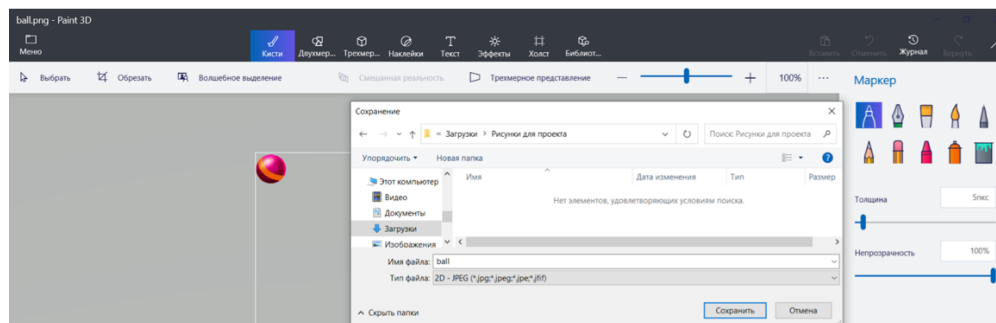 ball.png - Paint 3D
Меню
Кисти Двухмер... Трехмер... Наклейки Текст Эффекты Холст Библиот...
Вставить Отменить Журнал Вернуть
Выбрать Обрезать Волшебное выделение Смешанная реальность Трехмерное представление 100% ...
Маркер
Сохранение
« Загрузки > Рисунки для проекта
Поиск: Рисунки для проекта
Упорядочить Новая папка
Этот компьютер
Видео
Документы
Загрузки
Изображения
Имя Дата изменения Тип Размер
Нет элементов, удовлетворяющих условиям поиска.
Имя файла: ball
Тип файла: 2D - JPEG (*.jpg;*.jpeg;*.jpe;*.jfif)
Скрыть папки
Сохранить Отмена
Толщина 5пкс
Непрозрачность 100%